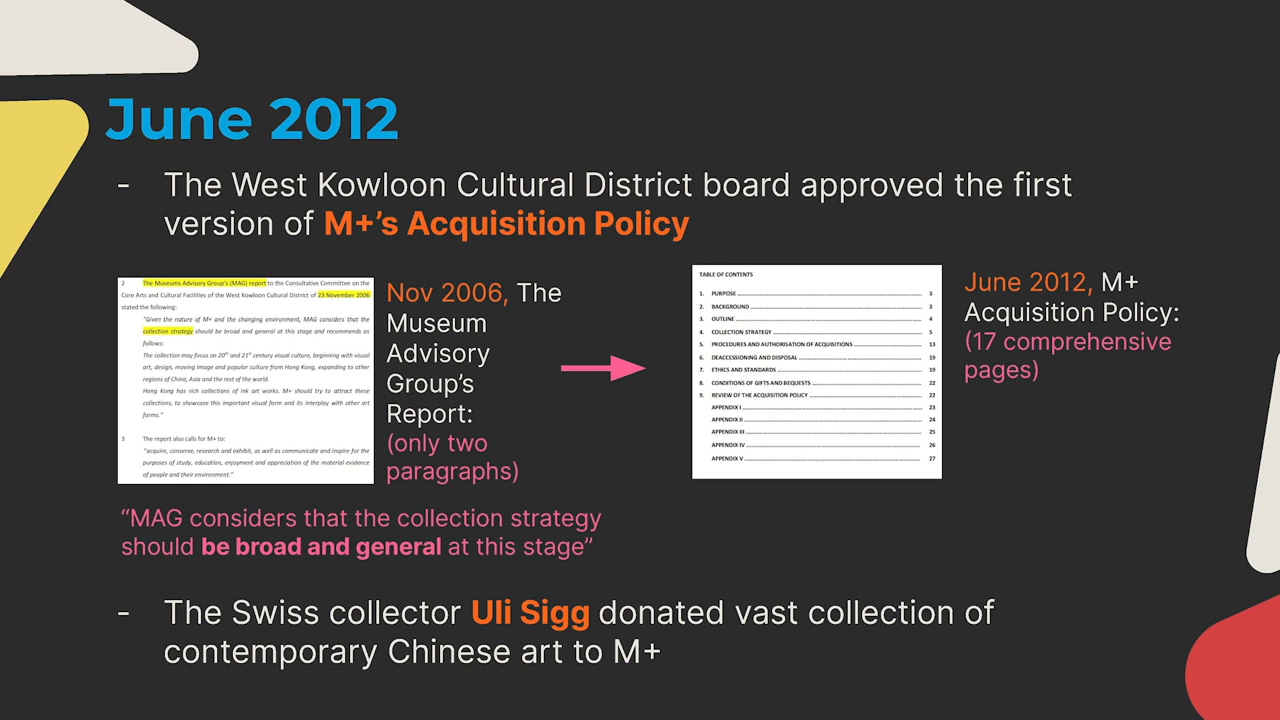 June 2012
- The West Kowloon Cultural District board approved the first
version of M+’s Acquisition Policy
2 The Museums Advisory Group's (MAG) report to the Consultative Committee on the
Core Arts and Cultural Facilities of the West Kowloon Cultural District of 23 November 2006
stated the following:
"Given the nature of M+ and the changing environment, MAG considers that the
collection strategy should be broad and general at this stage and recommends as
follows:
The collection may focus on 20th and 21st century visual culture, beginning with visual
art, design, moving image and popular culture from Hong Kong, expanding to other
regions of China, Asia and the rest of the world.
Hong Kong has rich collections of ink art works. M+ should try to attract these
collections, to showcase this important visual form and its interplay with other art
forms."
3 The report also calls for M+ to:
"acquire, conserve, research and exhibit, as well as communicate and inspire for the
purposes of study, education, enjoyment and appreciation of the material evidence
of people and their environment."
Nov 2006, The
Museum
Advisory
Group’s
Report:
(only two
paragraphs)
TABLE OF CONTENTS
1. PURPOSE 3
2. BACKGROUND 3
3. OUTLINE 4
4. COLLECTION STRATEGY 5
5. PROCEDURES AND AUTHORISATION OF ACQUISITIONS 13
6. DEACCESSIONING AND DISPOSAL 19
7. ETHICS AND STANDARDS 19
8. CONDITIONS OF GIFTS AND BEQUESTS 22
9. REVIEW OF THE ACQUISITION POLICY 22
APPENDIX I 23
APPENDIX II 24
APPENDIX III 25
APPENDIX IV 26
APPENDIX V 27
June 2012, M+
Acquisition Policy:
(17 comprehensive
pages)
“MAG considers that the collection strategy
should be broad and general at this stage”
- The Swiss collector Uli Sigg donated vast collection of
contemporary Chinese art to M+